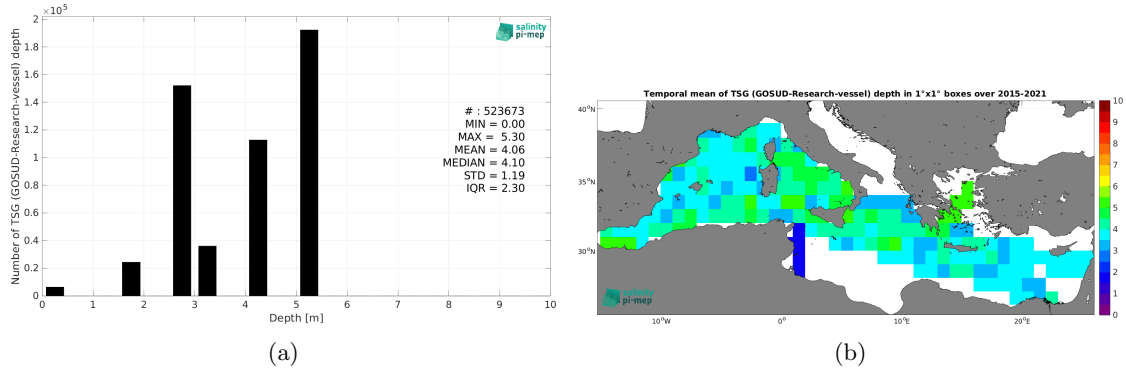 ×10⁵
2
1.8
1.6
1.4
1.2
1
0.8
0.6
0.4
0.2
0
Number of TSG (GOSUD-Research-vessel) depth
salinity
pi-mep
# : 523673
MIN = 0.00
MAX = 5.30
MEAN = 4.06
MEDIAN = 4.10
STD = 1.19
IQR = 2.30
0 1 2 3 4 5 6 7 8 9 10
Depth [m]
(a)
Temporal mean of TSG (GOSUD-Research-vessel) depth in 1°x1° boxes over 2015-2021
40°N
35°N
30°N
10°W 0° 10°E 20°E
salinity
pi-mep
10
9
8
7
6
5
4
3
2
1
0
(b)